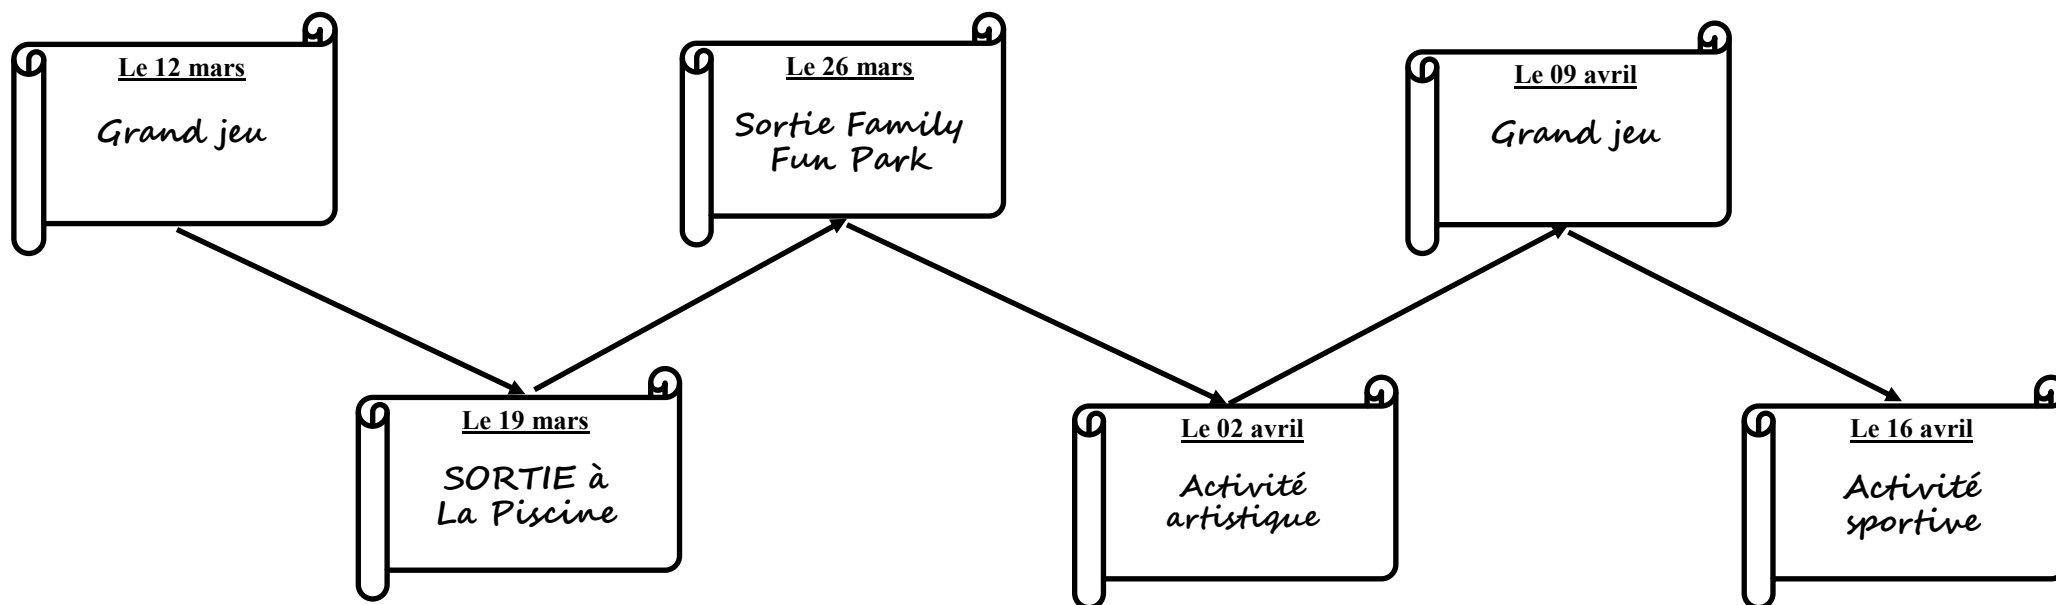 Le 12 mars
Grand jeu
Le 19 mars
SORTIE à
La Piscine
Le 26 mars
Sortie Family
Fun Park
Le 02 avril
Activité
artistique
Le 09 avril
Grand jeu
Le 16 avril
Activité
sportive